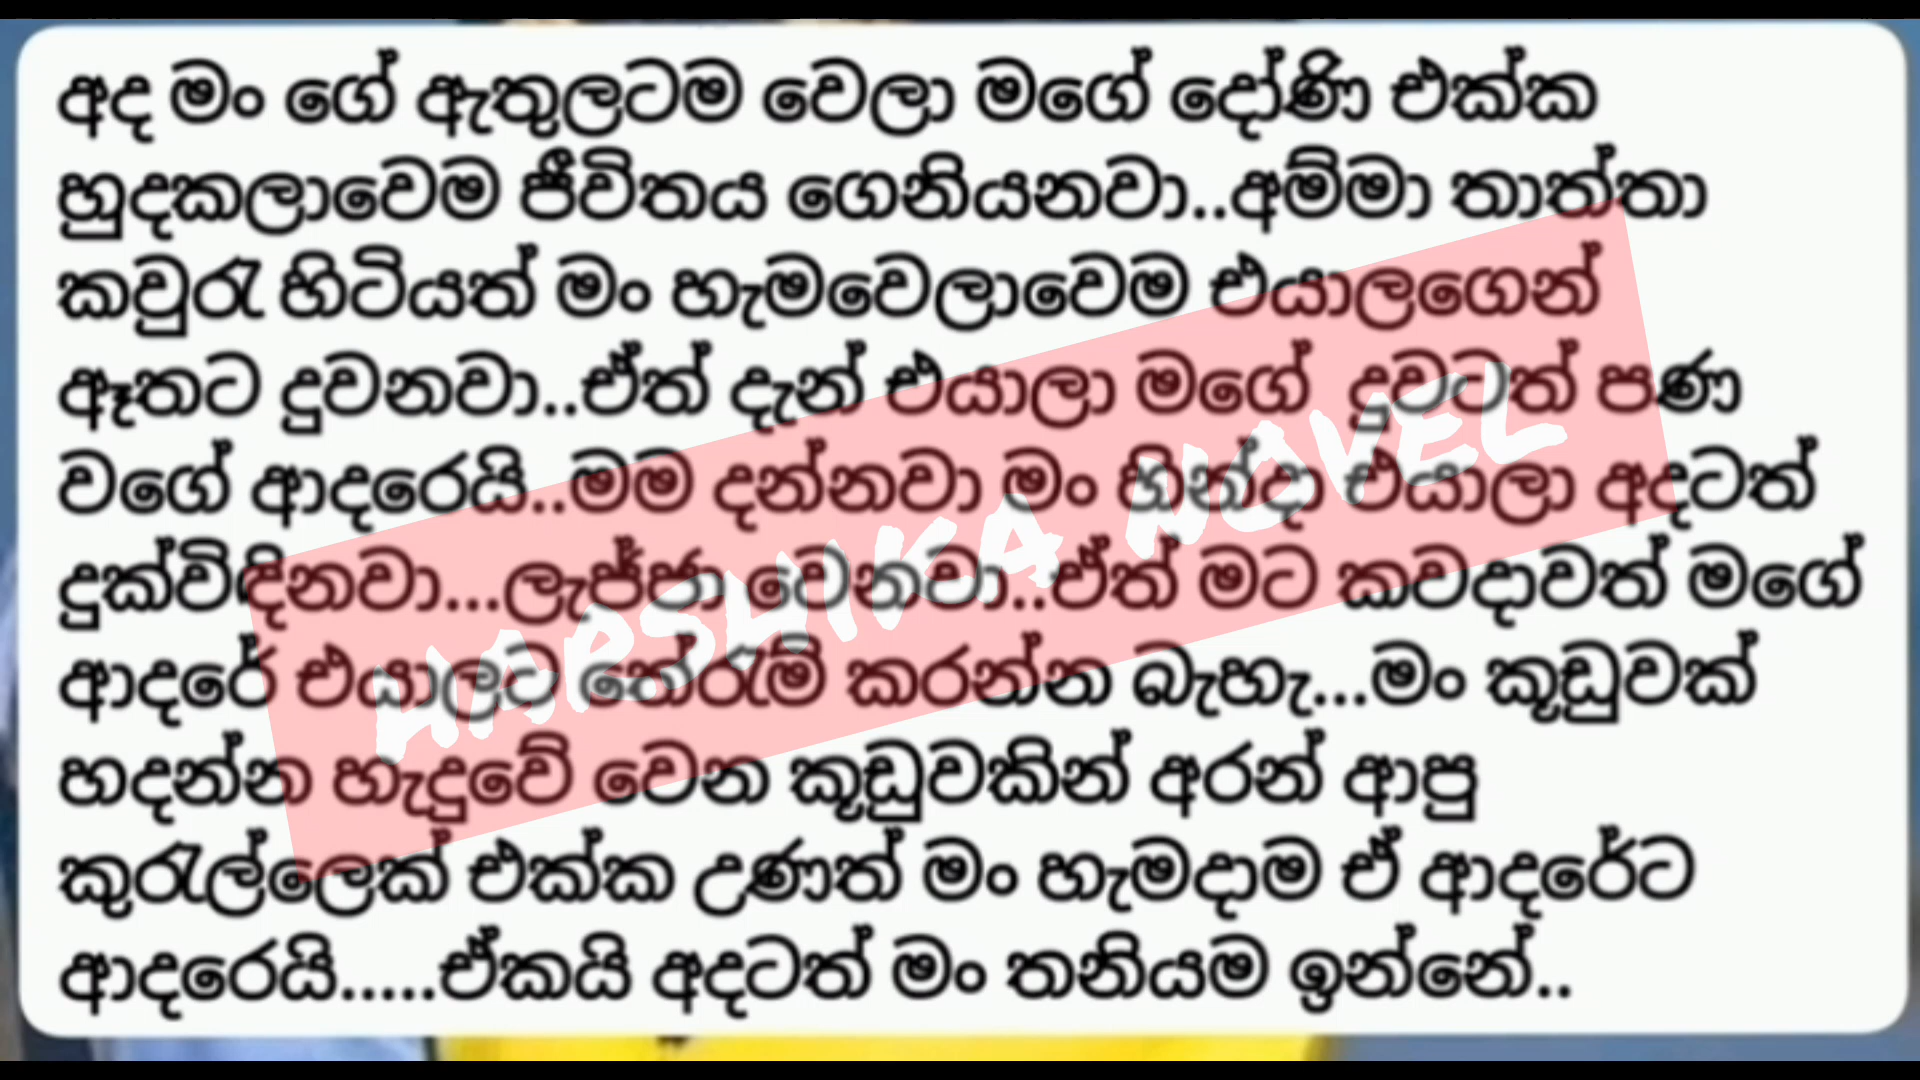 අද මං ගේ ඇතුලටම වෙලා මගේ දෝණි එක්ක
හුදකලාවෙම ජීවිතය ගෙනියනවා..අම්මා තාත්තා
කවුරැ හිටියත් මං හැමවෙලාවෙම එයාලගෙන්
ඈතට දුවනවා..ඒත් දැන් එයාලා මගේ දුවටත් පණ
වගේ ආදරෙයි..මම දන්නවා මං හින්දා එයාලා අදටත්
දුක්විඳිනවා...ලැජ්ජා වෙනවා..ඒත් මට කවදාවත් මගේ
ආදරේ එයාලට තේරැම් කරන්න බැහැ...මං කූඩුවක්
හදන්න හැදුවේ වෙන කූඩුවකින් අරන් ආපු
කුරැල්ලෙක් එක්ක උණත් මං හැමදාම ඒ ආදරේට
ආදරෙයි.....ඒකයි අදටත් මං තනියම ඉන්නේ..
HARSHIKA NOVEL